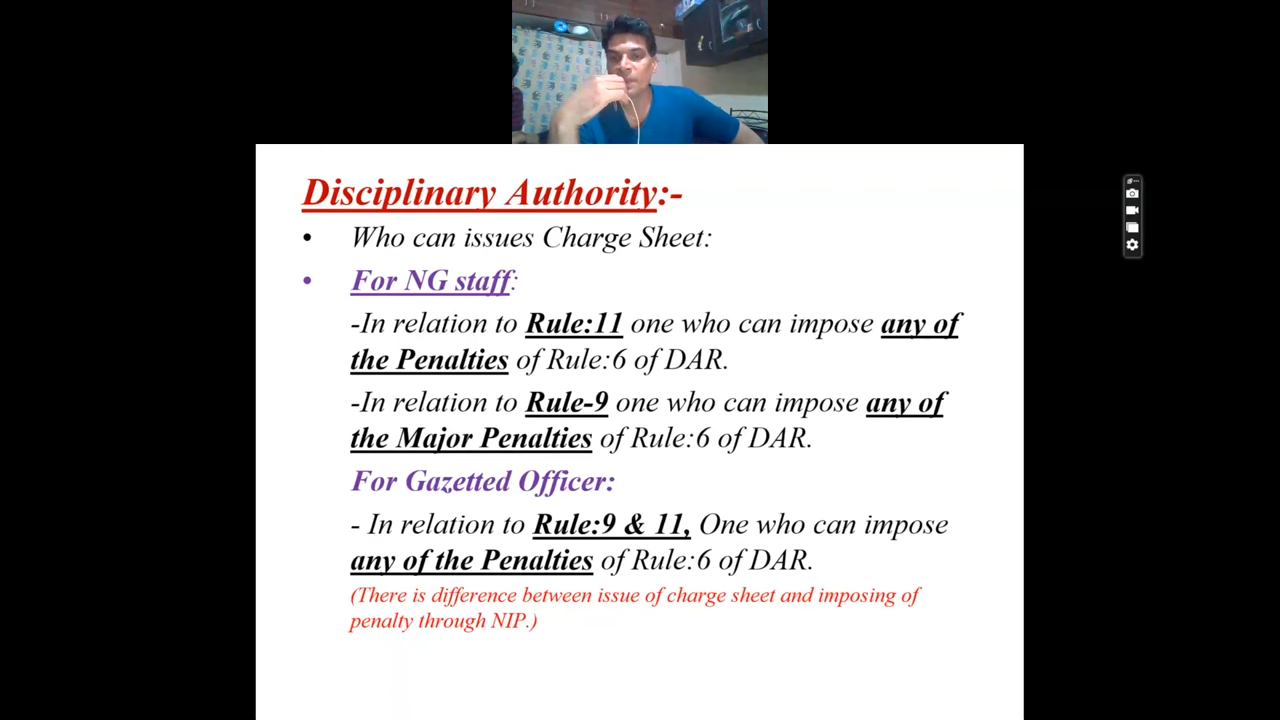 Disciplinary Authority:-
• Who can issues Charge Sheet:
• For NG staff:
-In relation to Rule:11 one who can impose any of
the Penalties of Rule:6 of DAR.
-In relation to Rule-9 one who can impose any of
the Major Penalties of Rule:6 of DAR.
For Gazetted Officer:
- In relation to Rule:9 & 11, One who can impose
any of the Penalties of Rule:6 of DAR.
(There is difference between issue of charge sheet and imposing of
penalty through NIP.)